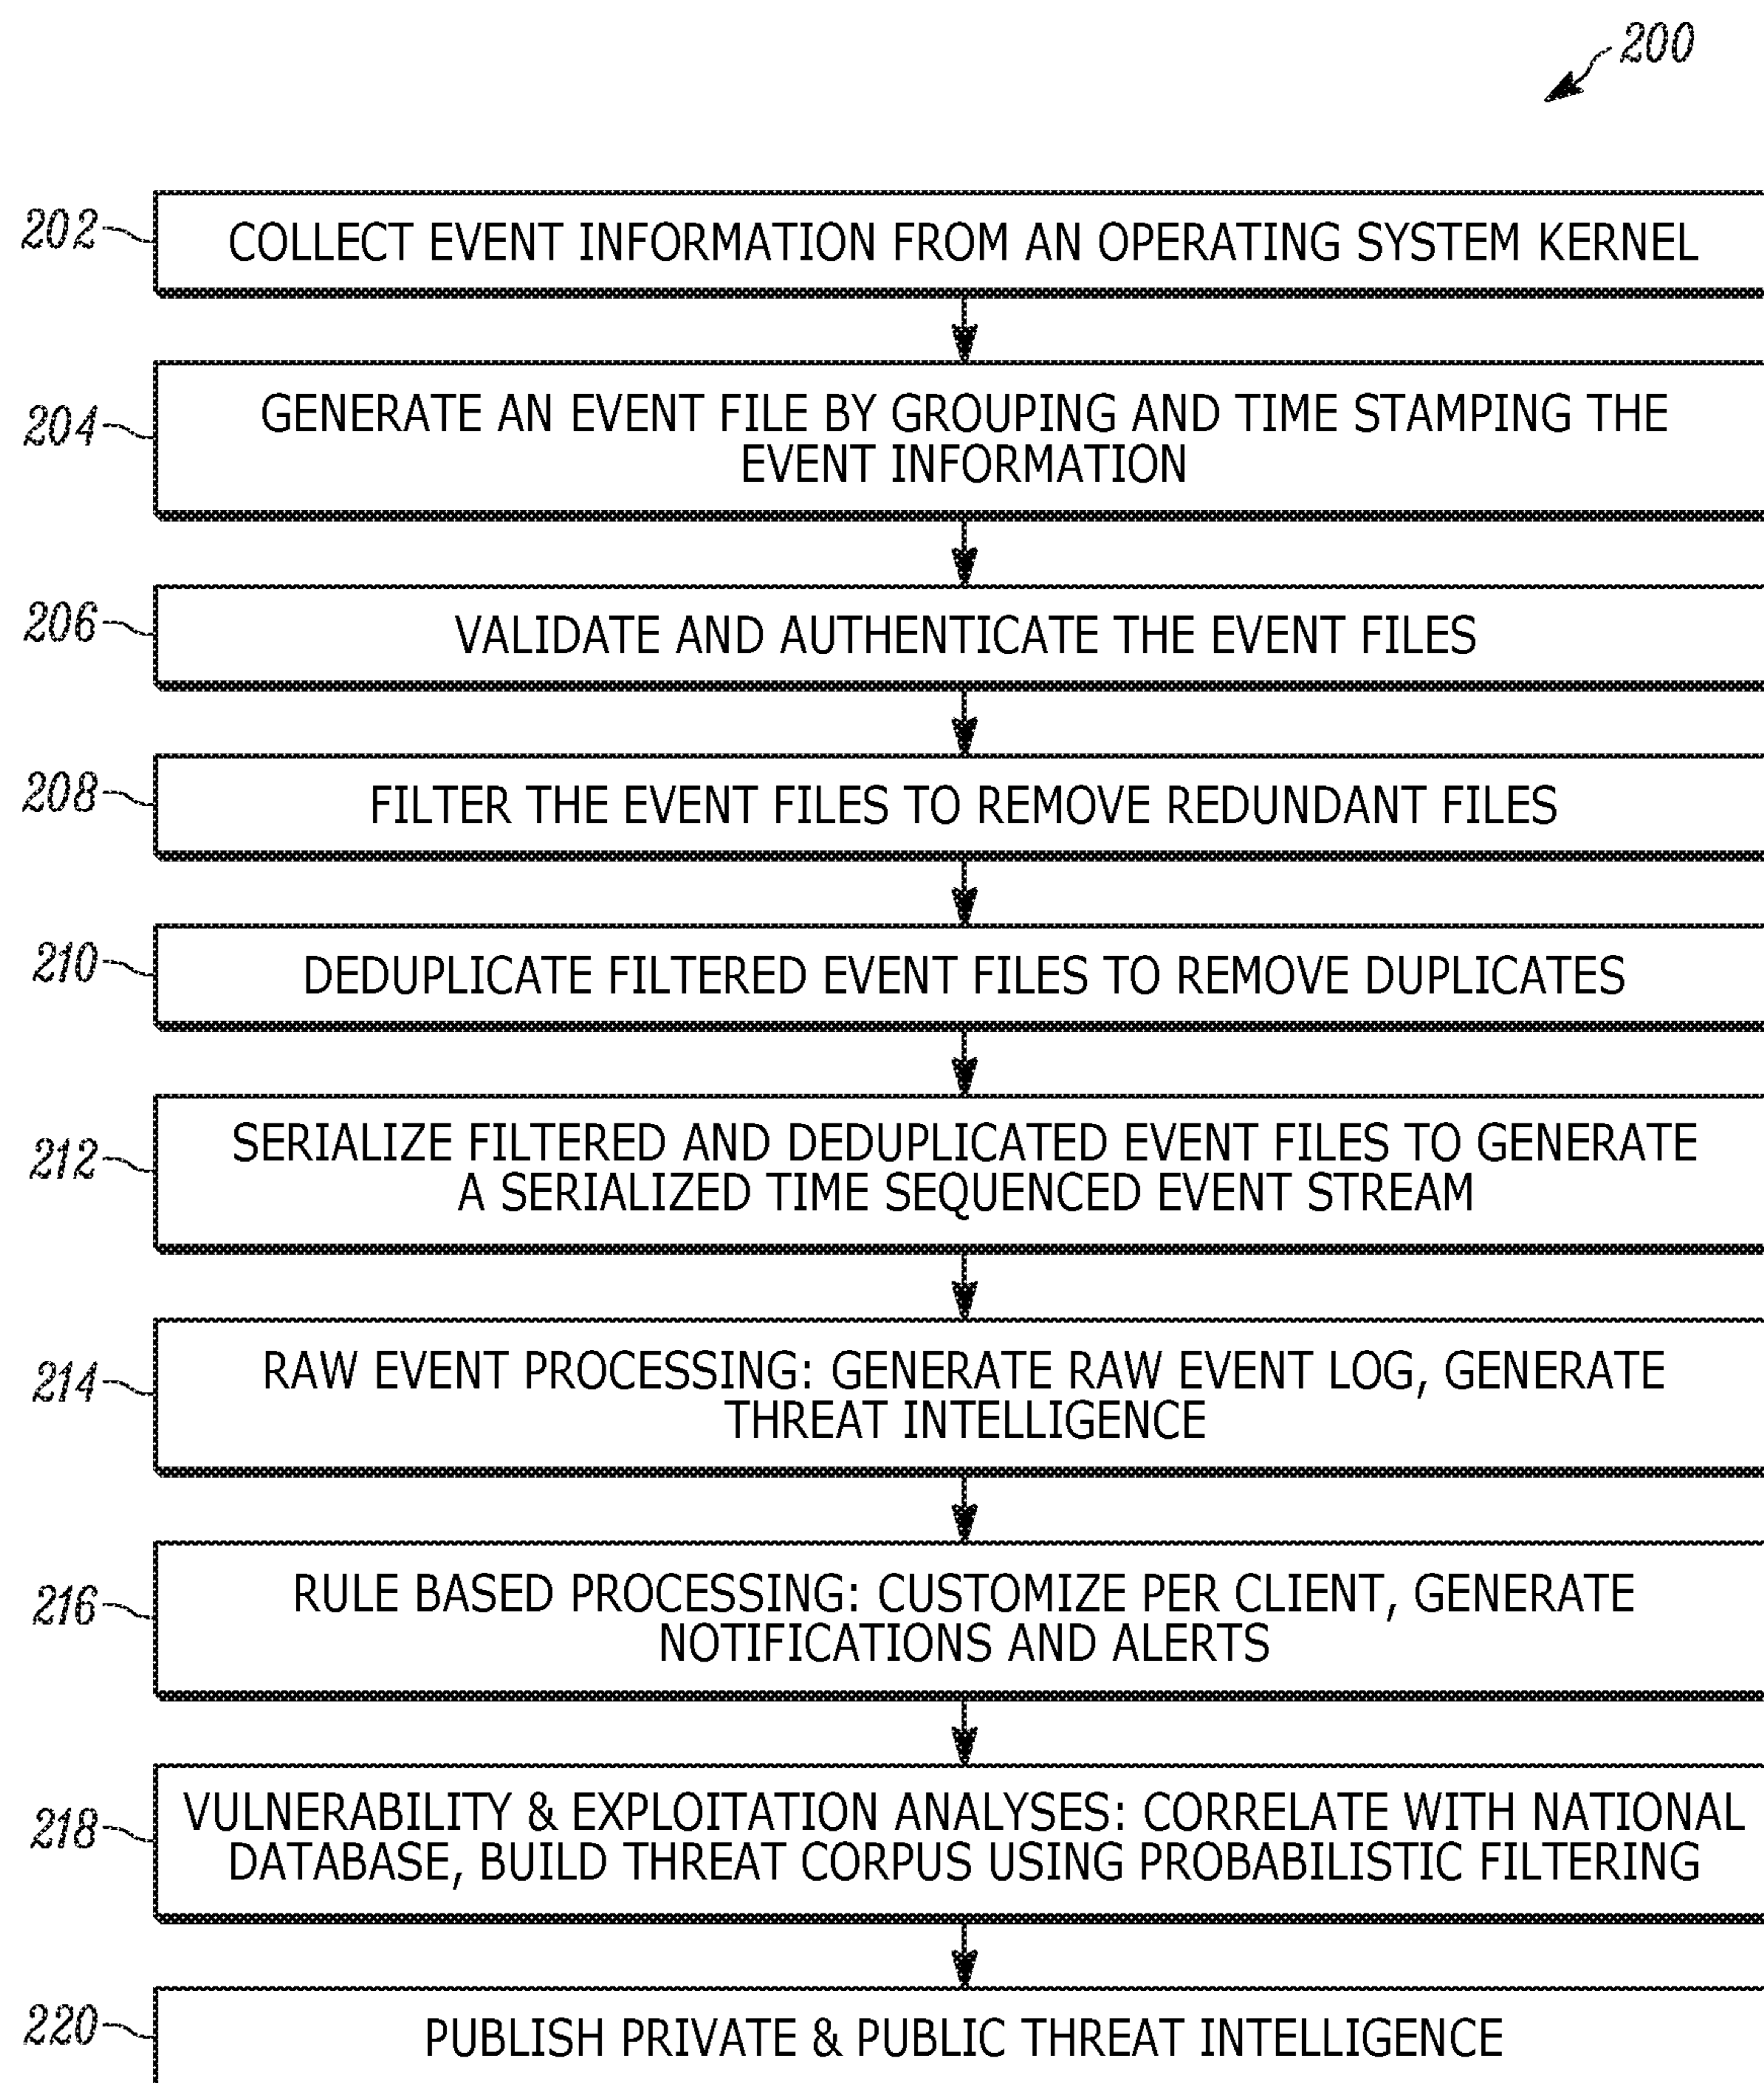 200
202
COLLECT EVENT INFORMATION FROM AN OPERATING SYSTEM KERNEL
204
GENERATE AN EVENT FILE BY GROUPING AND TIME STAMPING THE
EVENT INFORMATION
206
VALIDATE AND AUTHENTICATE THE EVENT FILES
208
FILTER THE EVENT FILES TO REMOVE REDUNDANT FILES
210
DEDUPLICATE FILTERED EVENT FILES TO REMOVE DUPLICATES
212
SERIALIZE FILTERED AND DEDUPLICATED EVENT FILES TO GENERATE
A SERIALIZED TIME SEQUENCED EVENT STREAM
214
RAW EVENT PROCESSING: GENERATE RAW EVENT LOG, GENERATE
THREAT INTELLIGENCE
216
RULE BASED PROCESSING: CUSTOMIZE PER CLIENT, GENERATE
NOTIFICATIONS AND ALERTS
218
VULNERABILITY & EXPLOITATION ANALYSES: CORRELATE WITH NATIONAL
DATABASE, BUILD THREAT CORPUS USING PROBABILISTIC FILTERING
220
PUBLISH PRIVATE & PUBLIC THREAT INTELLIGENCE